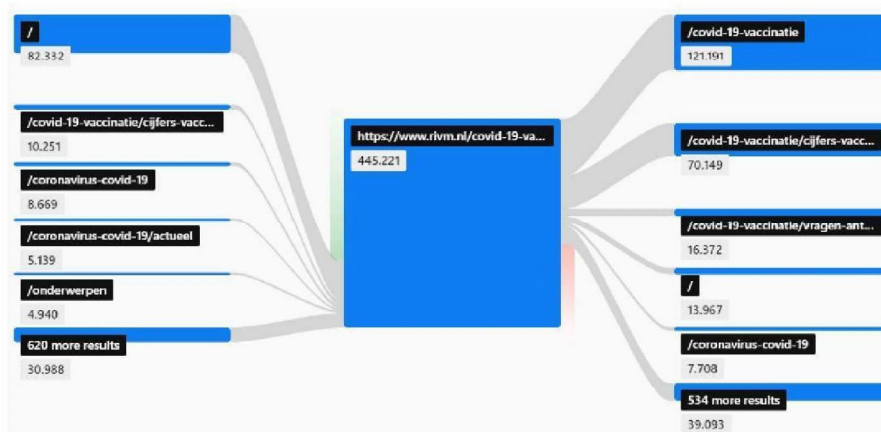 /
82.332
/covid-19-vaccinatie/cijfers-vacc...
10.251
/coronavirus-covid-19
8.669
/coronavirus-covid-19/actueel
5.139
/onderwerpen
4.940
620 more results
30.988
https://www.rivm.nl/covid-19-va...
445.221
/covid-19-vaccinatie
121.191
/covid-19-vaccinatie/cijfers-vacc...
70.149
/covid-19-vaccinatie/vragen-ant...
16.372
/
13.967
/coronavirus-covid-19
7.708
534 more results
39.093